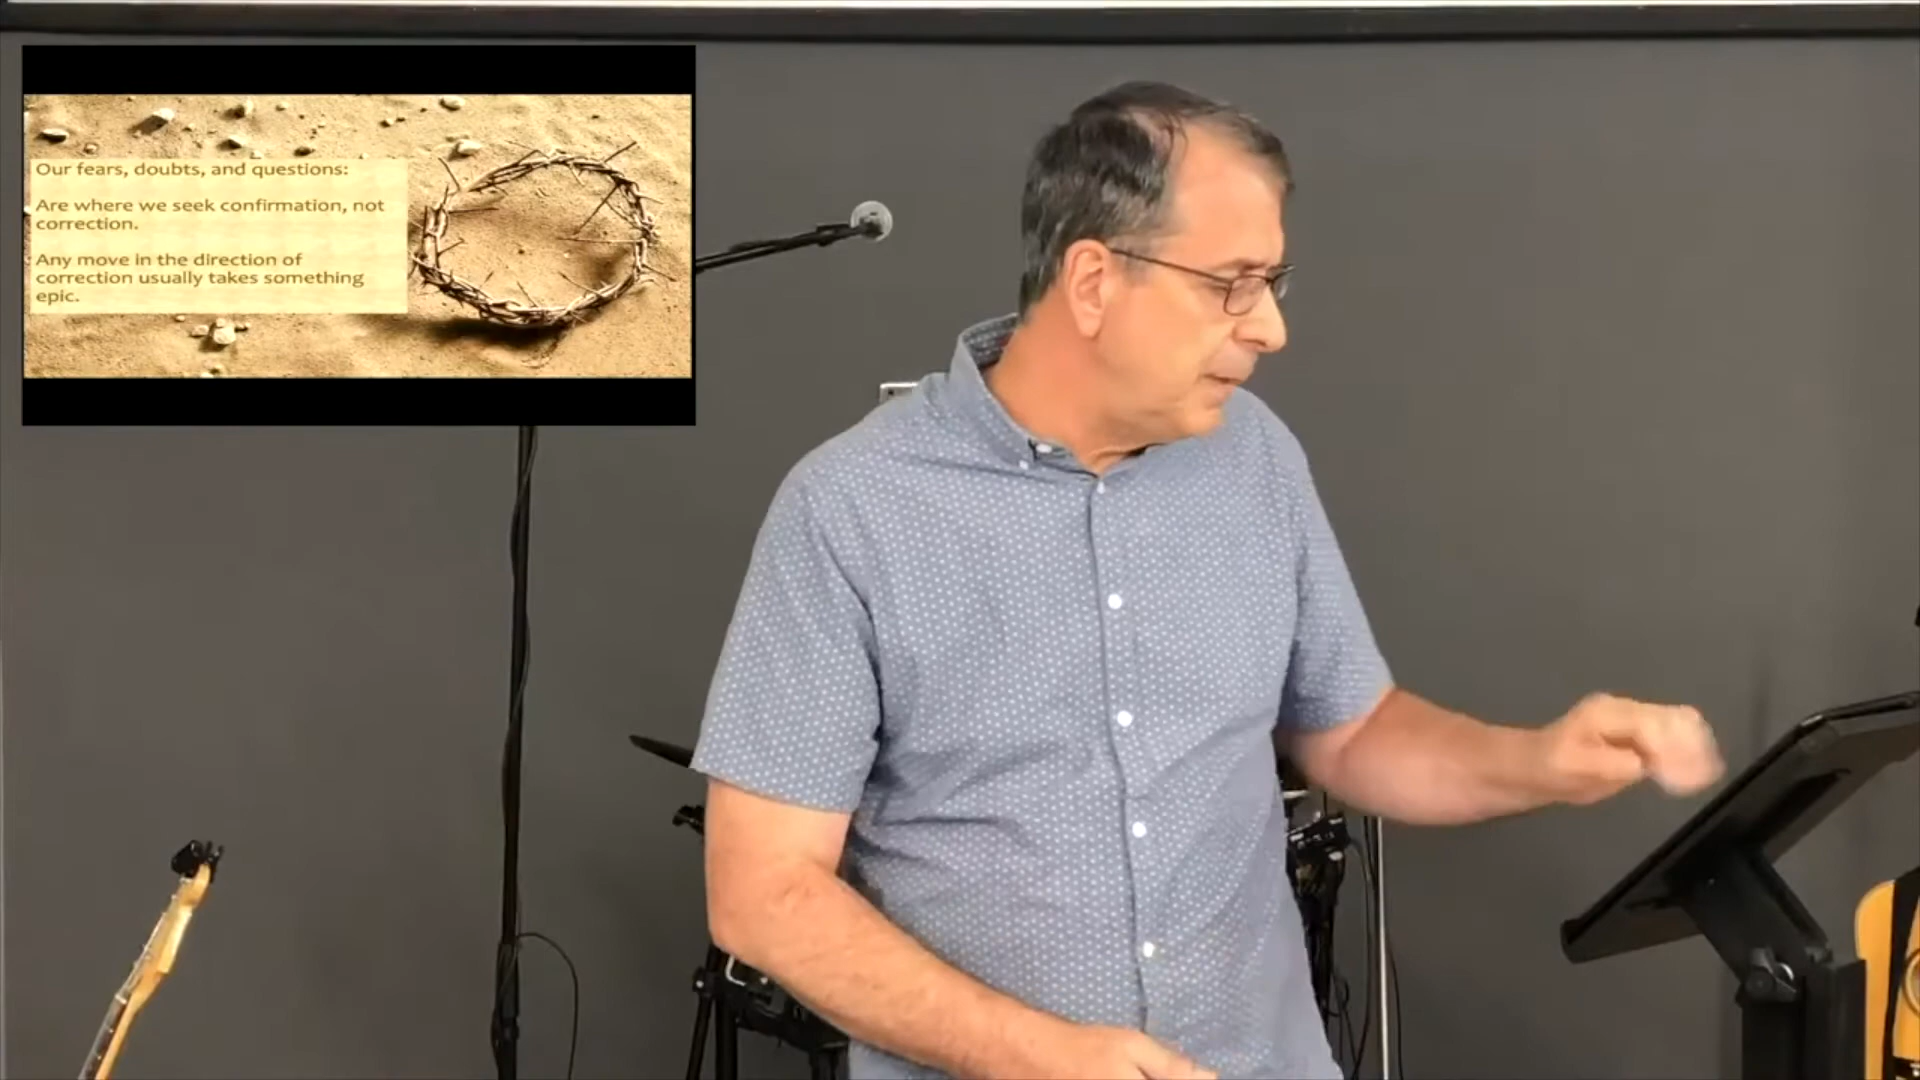 Our fears, doubts, and questions:
Are where we seek confirmation, not
correction.
Any move in the direction of
correction usually takes something
epic.